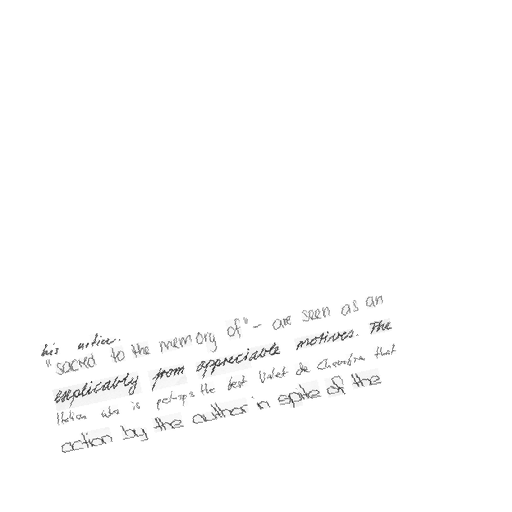 his notice.
"sacred to the memory of" - are seen as an
explicably from appreciable motives. The
Italian who is perhaps the best Valet de Chambre that
action by the author in spite of the